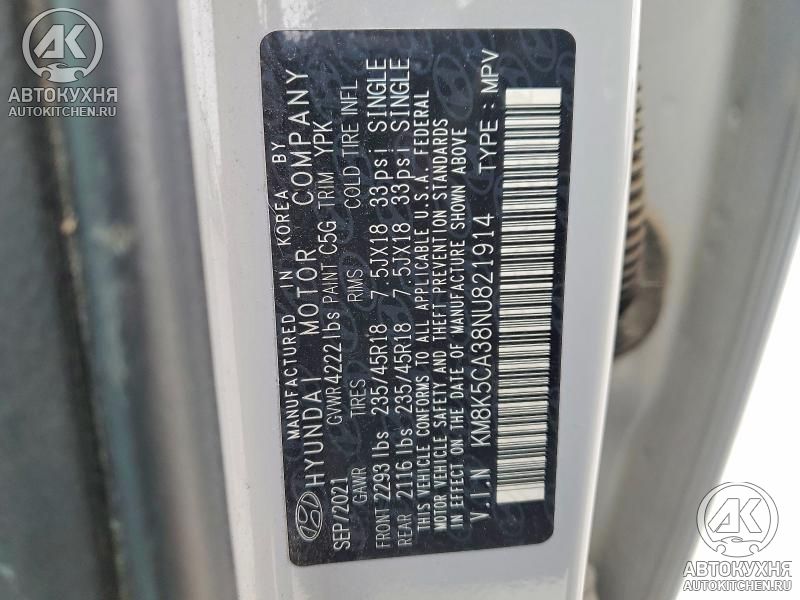 АВТОКУХНЯ
AUTOKITCHEN.RU
MANUFACTURED IN KOREA BY
HYUNDAI MOTOR COMPANY
SEP/2021 GVWR 4222 lbs PAINT C5G TRIM YPK
GAWR TIRES RIMS COLD TIRE INFL
FRONT 2293 lbs 235/45R18 7.5JX18 33psi SINGLE
REAR 2116 lbs 235/45R18 7.5JX18 33psi SINGLE
THIS VEHICLE CONFORMS TO ALL APPLICABLE U.S.A. FEDERAL
MOTOR VEHICLE SAFETY AND THEFT PREVENTION STANDARDS
IN EFFECT ON THE DATE OF MANUFACTURE SHOWN ABOVE
V.I.N KM8K5CA38NU821914 TYPE : MPV
АВТОКУХНЯ
AUTOKITCHEN.RU